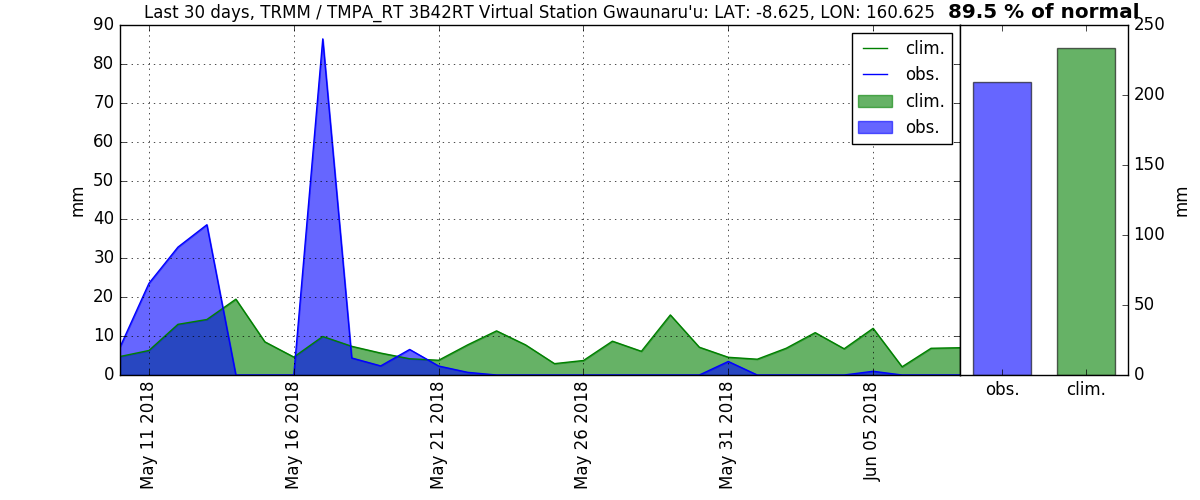 Last 30 days, TRMM / TMPA_RT 3B42RT Virtual Station Gwaunaru'u: LAT: -8.625, LON: 160.625 89.5 % of normal
90
80
70
60
50
40
30
20
10
0
mm
clim.
obs.
clim.
obs.
250
200
150
100
50
0
mm
obs. clim.
May 11 2018
May 16 2018
May 21 2018
May 26 2018
May 31 2018
Jun 05 2018